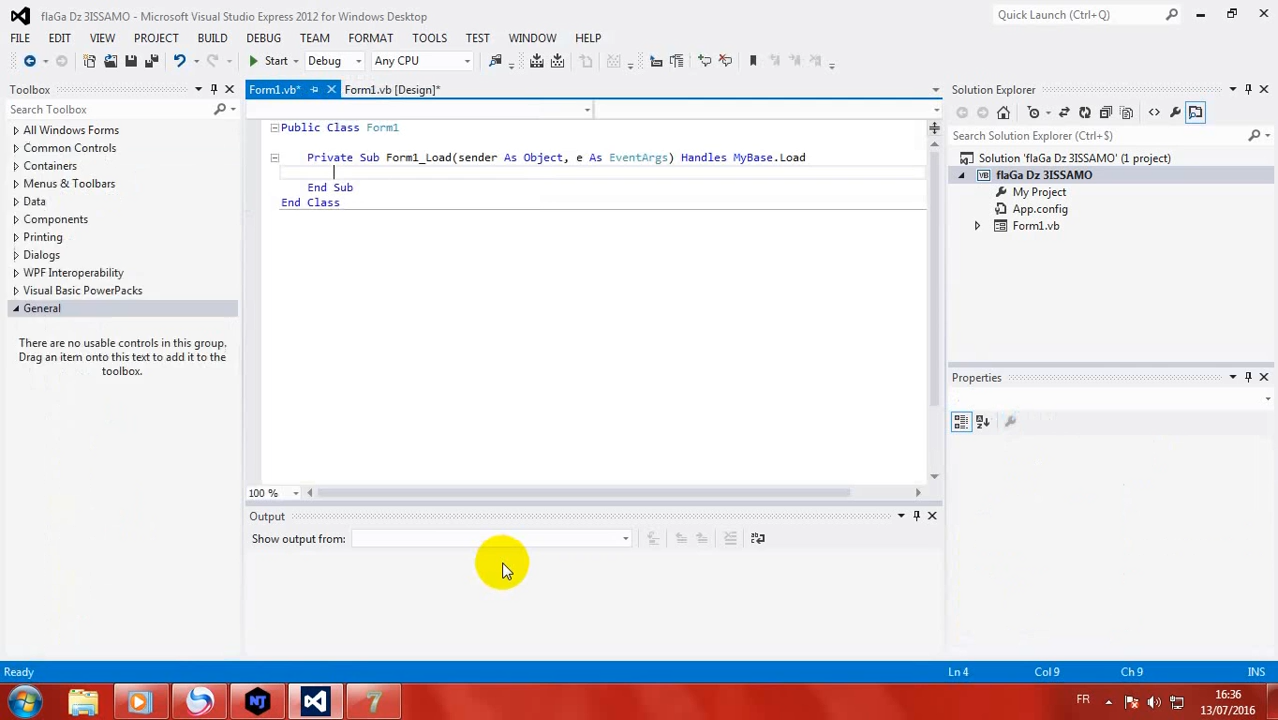 flaGa Dz 3ISSAMO - Microsoft Visual Studio Express 2012 for Windows Desktop
Quick Launch (Ctrl+Q)
FILE EDIT VIEW PROJECT BUILD DEBUG TEAM FORMAT TOOLS TEST WINDOW HELP
Start Debug Any CPU
Toolbox
Search Toolbox
All Windows Forms
Common Controls
Containers
Menus & Toolbars
Data
Components
Printing
Dialogs
WPF Interoperability
Visual Basic PowerPacks
General
There are no usable controls in this group.
Drag an item onto this text to add it to the
toolbox.
Form1.vb* Form1.vb [Design]*
Public Class Form1
Private Sub Form1_Load(sender As Object, e As EventArgs) Handles MyBase.Load
End Sub
End Class
100 %
Output
Show output from:
Solution Explorer
Search Solution Explorer (Ctrl+$)
Solution 'flaGa Dz 3ISSAMO' (1 project)
VB flaGa Dz 3ISSAMO
My Project
App.config
Form1.vb
Properties
Ready
Ln 4 Col 9 Ch 9 INS
NT
7
FR
16:36
13/07/2016